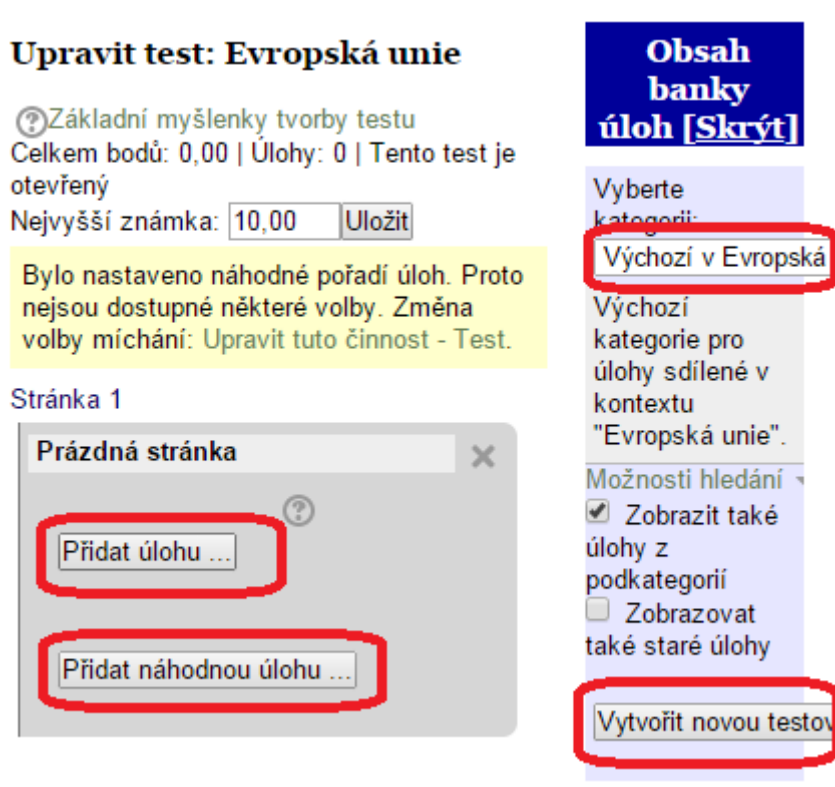 Upravit test: Evropská unie
Základní myšlenky tvorby testu
Celkem bodů: 0,00 | Úlohy: 0 | Tento test je
otevřený
Nejvyšší známka: 10,00 Uložit
Bylo nastaveno náhodné pořadí úloh. Proto
nejsou dostupné některé volby. Změna
volby míchání: Upravit tuto činnost - Test.
Stránka 1
Prázdná stránka
Přidat úlohu ...
Přidat náhodnou úlohu ...
Obsah
banky
úloh [Skrýt]
Vyberte
kategorii:
Výchozí v Evropská
Výchozí
kategorie pro
úlohy sdílené v
kontextu
"Evropská unie".
Možnosti hledání
Zobrazit také
úlohy z
podkategorií
Zobrazovat
také staré úlohy
Vytvořit novou testov